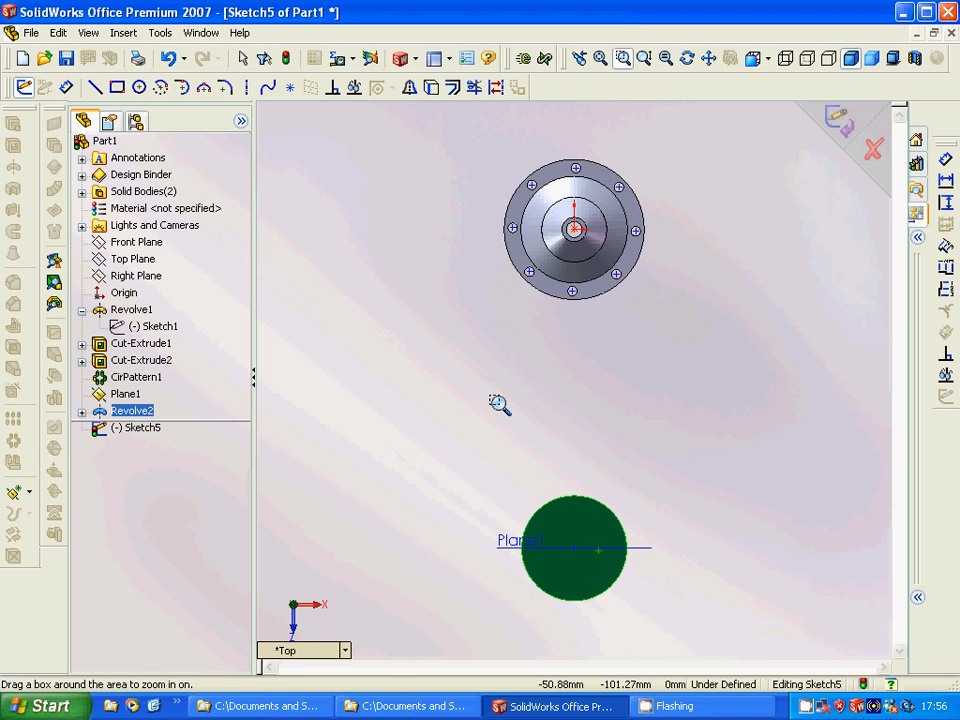 SolidWorks Office Premium 2007 - [Sketch5 of Part1 *]
File Edit View Insert Tools Window Help
Part1
Annotations
Design Binder
Solid Bodies(2)
Material <not specified>
Lights and Cameras
Front Plane
Top Plane
Right Plane
Origin
Revolve1
(-) Sketch1
Cut-Extrude1
Cut-Extrude2
CirPattern1
Plane1
Revolve2
(-) Sketch5
Plane1
X
Z
*Top
Drag a box around the area to zoom in on. -50.88mm -101.27mm 0mm Under Defined Editing Sketch5
Start C:\Documents and S... C:\Documents and S... SolidWorks Office Pr... Flashing 17:56